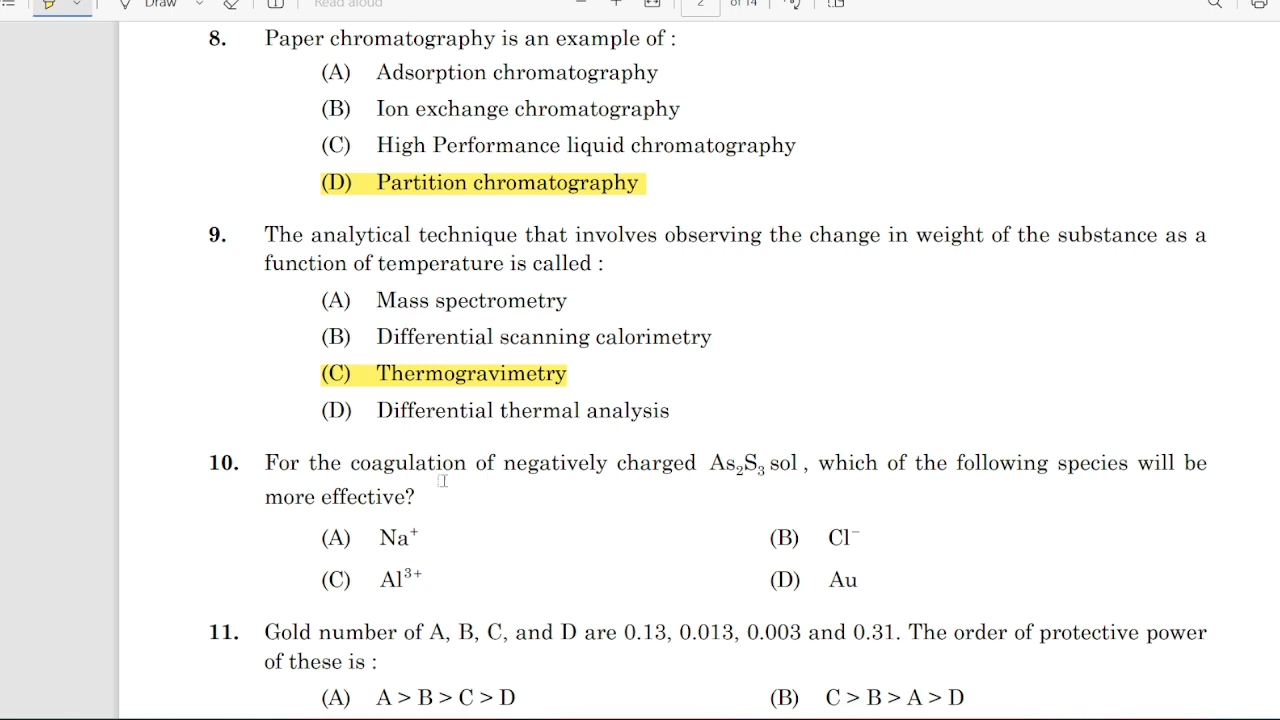 Draw
Read aloud
2
of 14
8. Paper chromatography is an example of :
(A) Adsorption chromatography
(B) Ion exchange chromatography
(C) High Performance liquid chromatography
(D) Partition chromatography
9. The analytical technique that involves observing the change in weight of the substance as a
function of temperature is called :
(A) Mass spectrometry
(B) Differential scanning calorimetry
(C) Thermogravimetry
(D) Differential thermal analysis
10. For the coagulation of negatively charged As₂S₃ sol , which of the following species will be
more effective?
(A) Na⁺ (B) Cl⁻
(C) Al³⁺ (D) Au
11. Gold number of A, B, C, and D are 0.13, 0.013, 0.003 and 0.31. The order of protective power
of these is :
(A) A > B > C > D (B) C > B > A > D